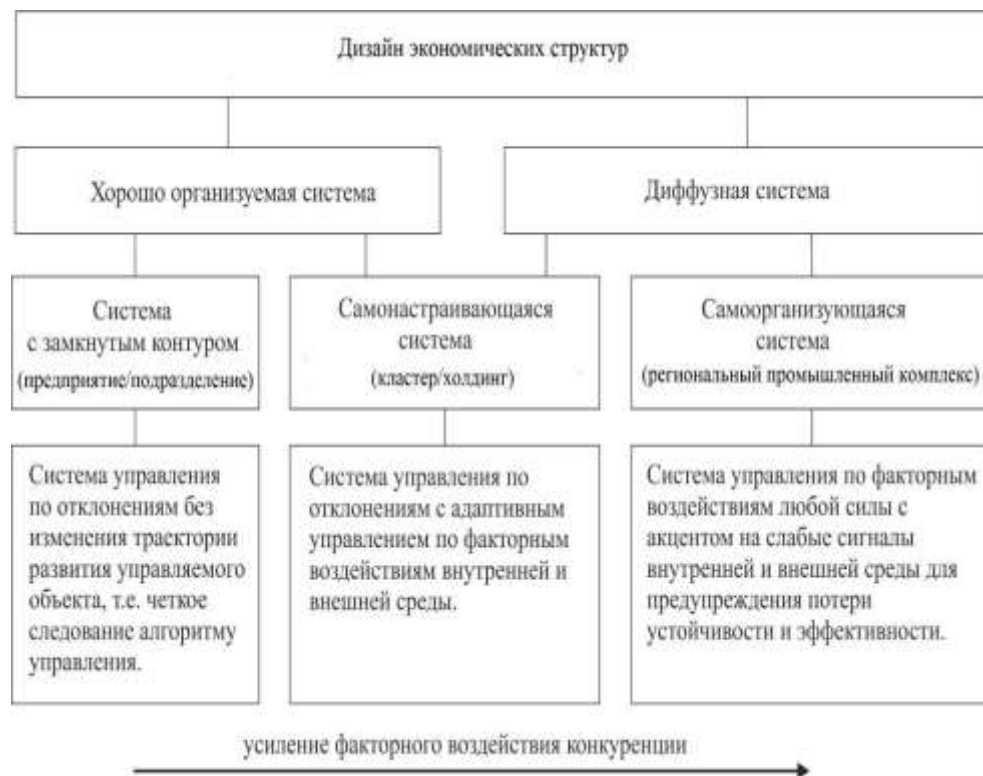 Дизайн экономических структур
Хорошо организуемая система
Диффузная система
Система
с замкнутым контуром
(предприятие/подразделение)
Самонастраивающаяся
система
(кластер/холдинг)
Самоорганизующаяся
система
(региональный промышленный комплекс)
Система управления
по отклонениям без
изменения траектории
развития управляемого
объекта, т.е. четкое
следование алгоритму
управления.
Система управления по
отклонениям с адаптивным
управлением по факторным
воздействиям внутренней и
внешней среды.
Система управления по факторным
воздействиям любой силы с
акцентом на слабые сигналы
внутренней и внешней среды для
предупреждения потери
устойчивости и эффективности.
усиление факторного воздействия конкуренции